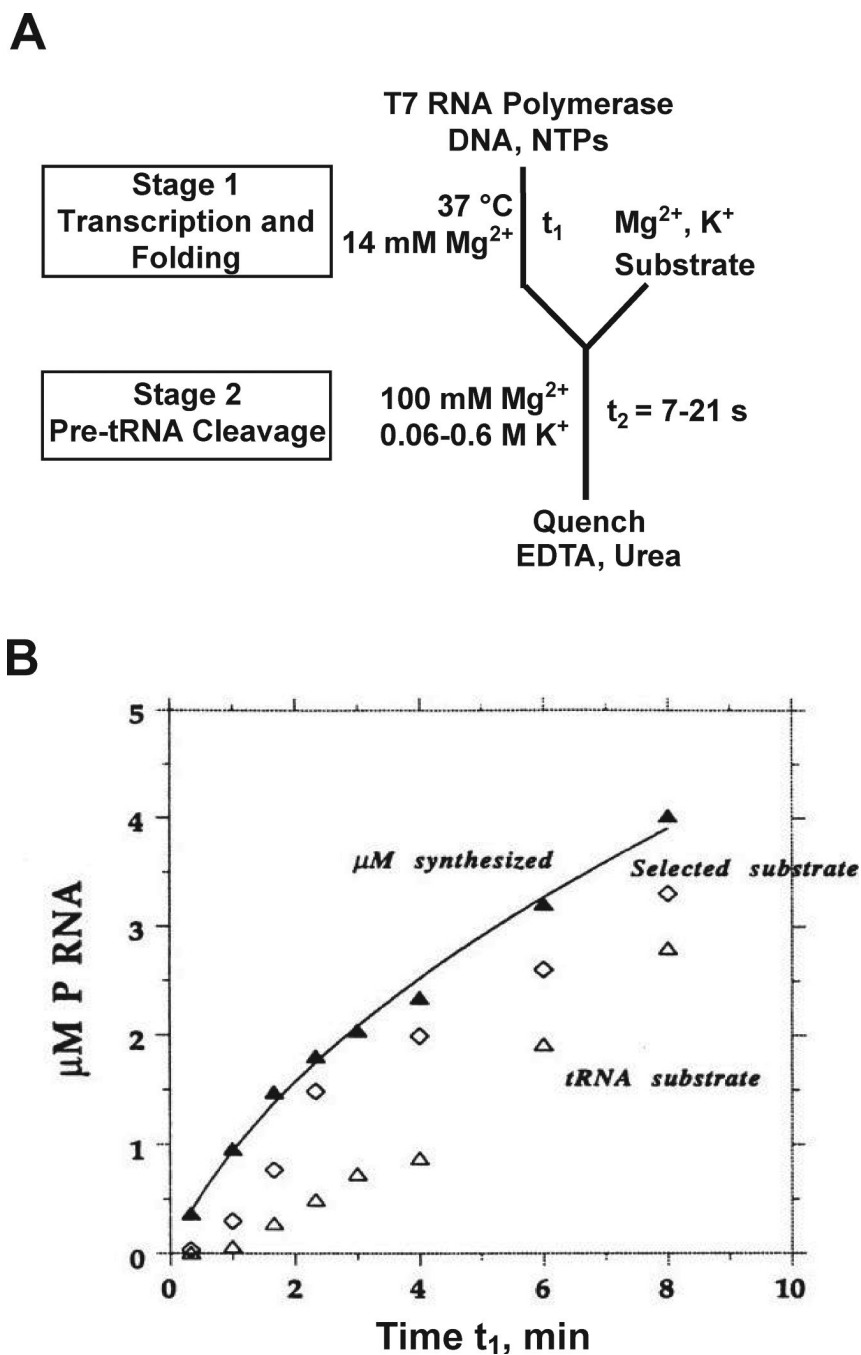 A
T7 RNA Polymerase
DNA, NTPs
Stage 1
Transcription and
Folding
37 °C
14 mM Mg²⁺
t₁
Mg²⁺, K⁺
Substrate
Stage 2
Pre-tRNA Cleavage
100 mM Mg²⁺
0.06-0.6 M K⁺
t₂ = 7-21 s
Quench
EDTA, Urea
B
5
4
3
2
1
0
μM P RNA
μM synthesized
Selected substrate
tRNA substrate
0 2 4 6 8 10
Time t₁, min